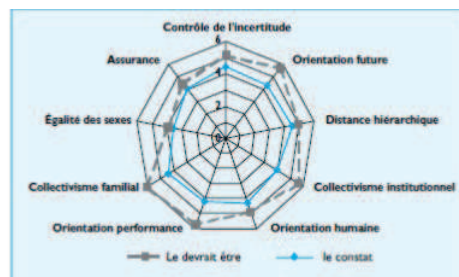 Contrôle de l'incertitude
6
Assurance
Orientation future
4
2
Égalité des sexes
Distance hiérarchique
0
Collectivisme familial
Collectivisme institutionnel
Orientation performance
Orientation humaine
Le devrait être
le constat